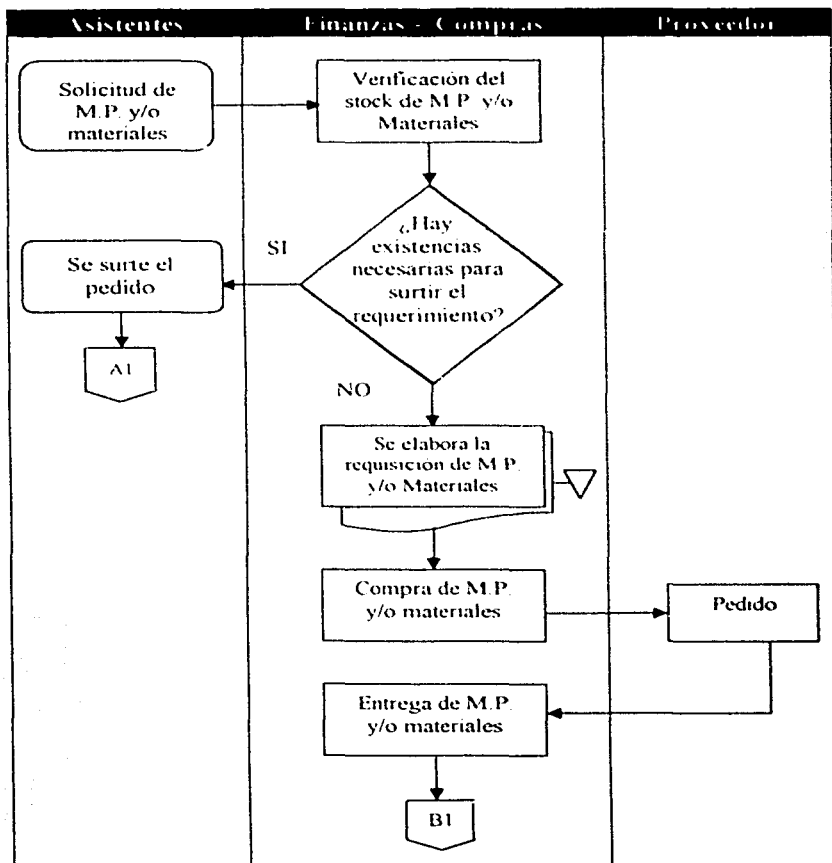 Asistentes
Finanzas - Compras
Proveedor
Solicitud de
M.P. y/o
materiales
Verificación del
stock de M.P. y/o
Materiales
¿Hay
existencias
necesarias para
surtir el
requerimiento?
SI
Se surte el
pedido
A1
NO
Se elabora la
requisición de M.P.
y/o Materiales
Compra de M.P.
y/o materiales
Pedido
Entrega de M.P.
y/o materiales
B1